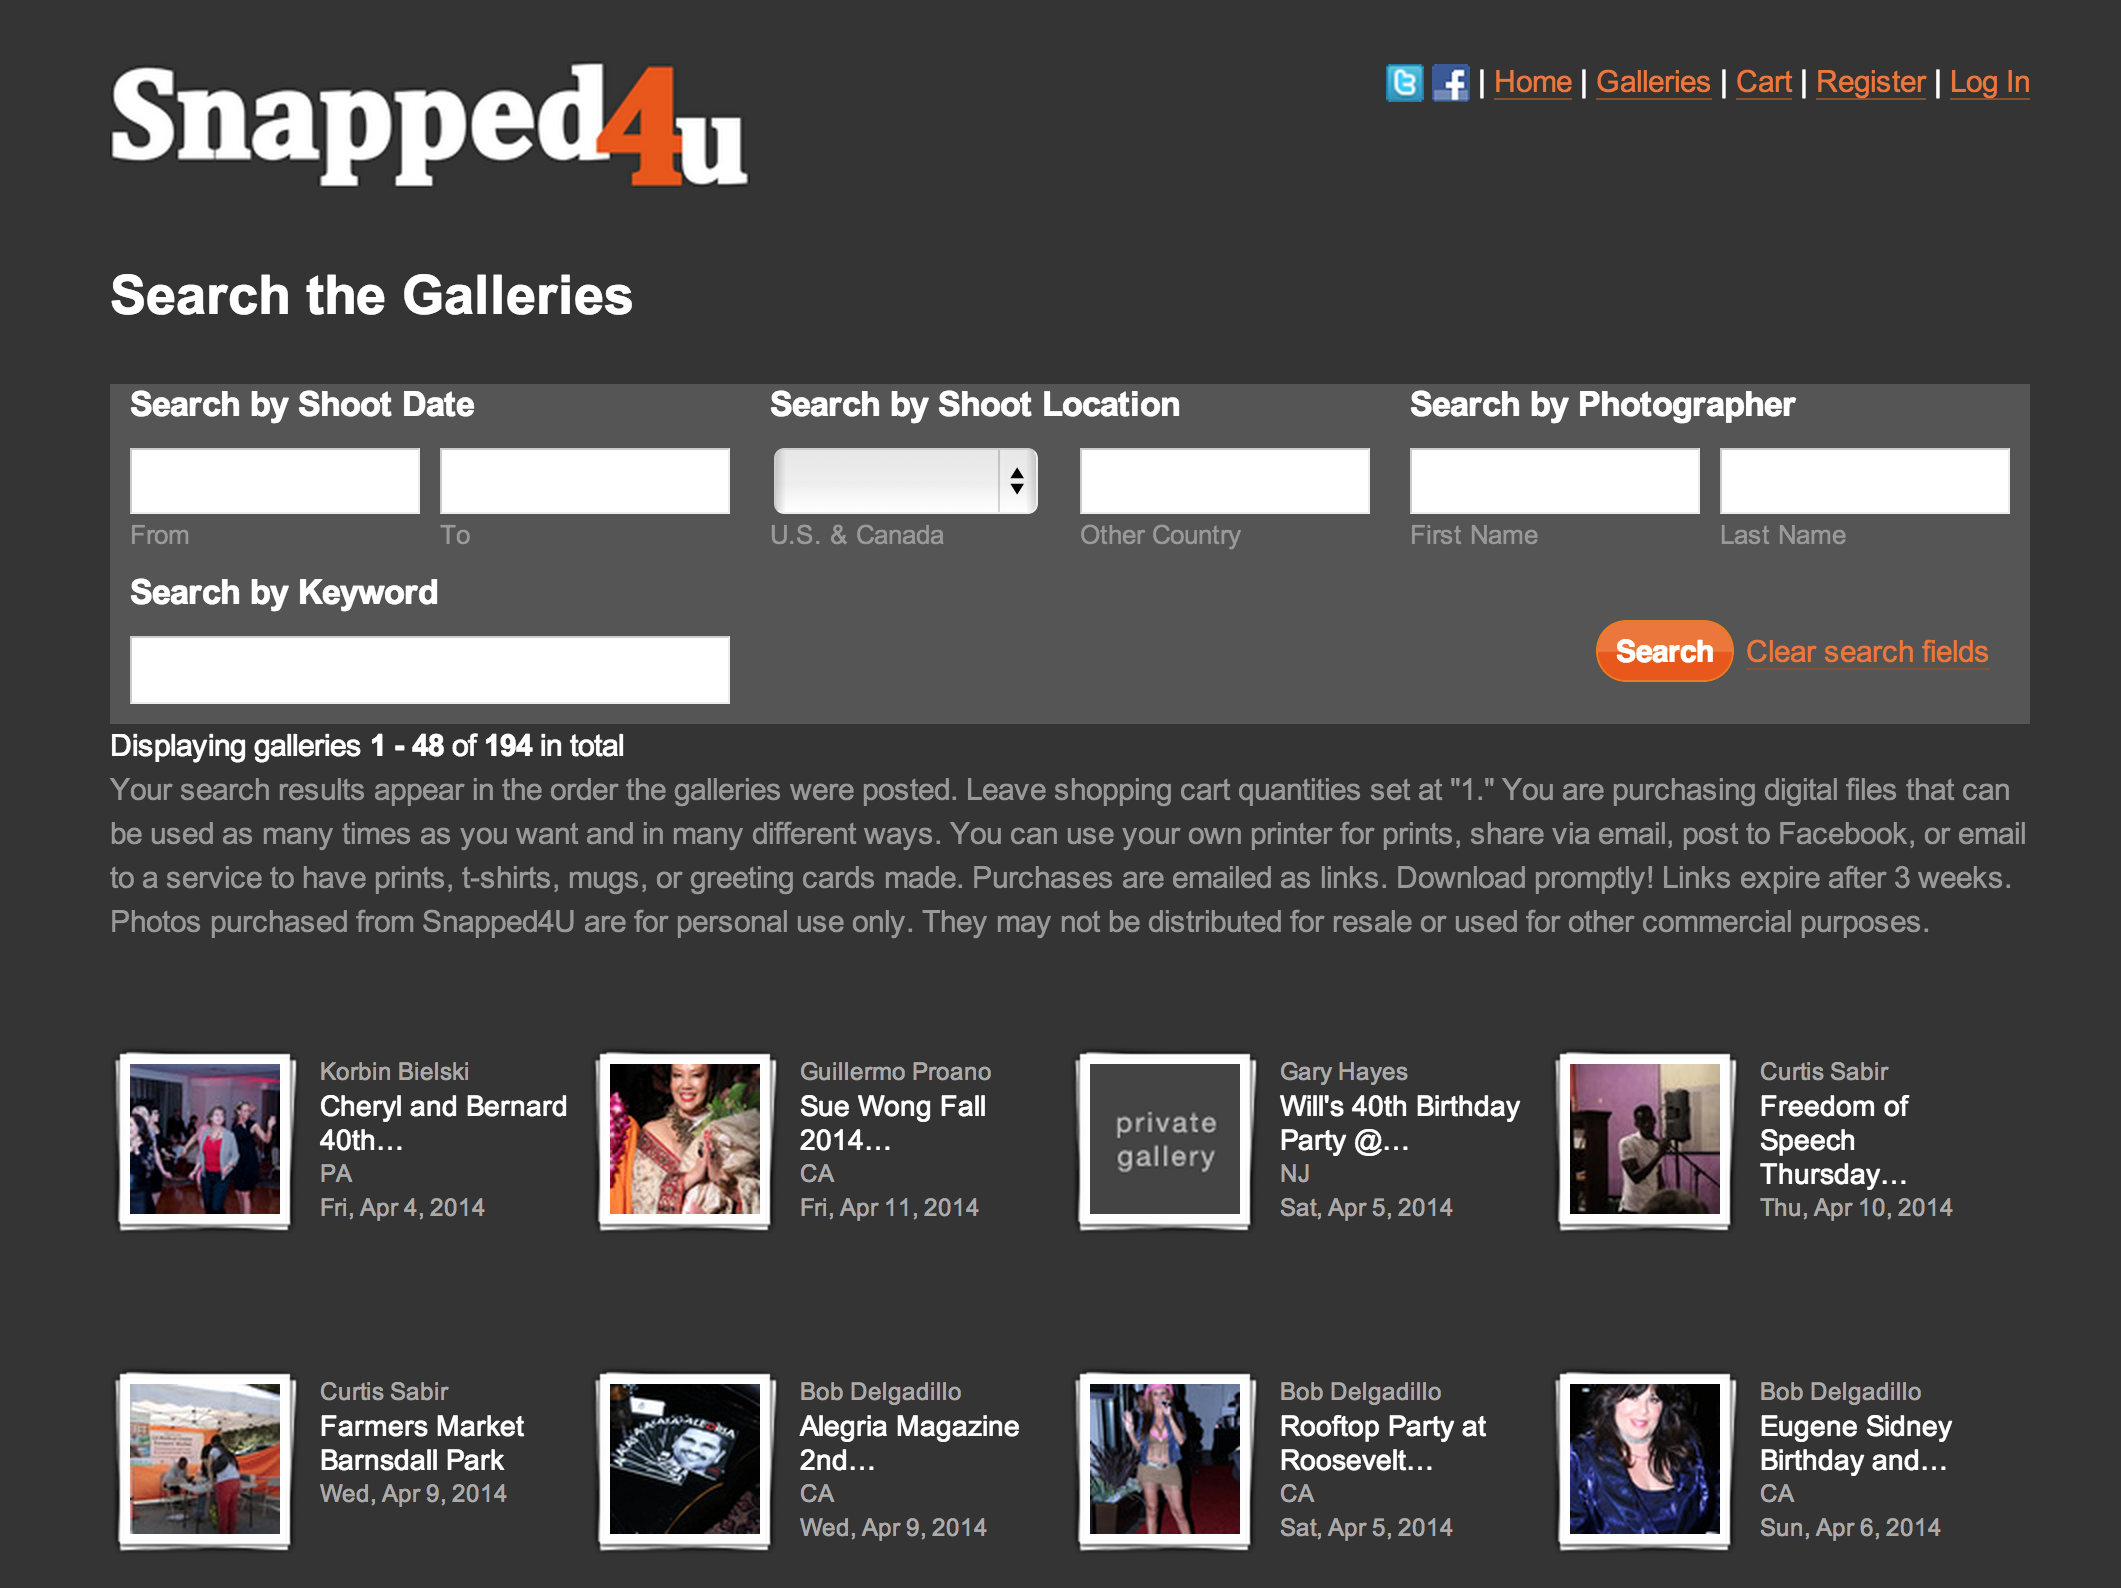 Snapped4u
| Home | Galleries | Cart | Register | Log In
Search the Galleries
Search by Shoot Date
Search by Shoot Location
Search by Photographer
From
To
U.S. & Canada
Other Country
First Name
Last Name
Search by Keyword
Search
Clear search fields
Displaying galleries 1 - 48 of 194 in total
Your search results appear in the order the galleries were posted. Leave shopping cart quantities set at "1." You are purchasing digital files that can
be used as many times as you want and in many different ways. You can use your own printer for prints, share via email, post to Facebook, or email
to a service to have prints, t-shirts, mugs, or greeting cards made. Purchases are emailed as links. Download promptly! Links expire after 3 weeks.
Photos purchased from Snapped4U are for personal use only. They may not be distributed for resale or used for other commercial purposes.
Korbin Bielski
Cheryl and Bernard
40th...
PA
Fri, Apr 4, 2014
Guillermo Proano
Sue Wong Fall
2014...
CA
Fri, Apr 11, 2014
private
gallery
Gary Hayes
Will's 40th Birthday
Party @...
NJ
Sat, Apr 5, 2014
Curtis Sabir
Freedom of
Speech
Thursday...
Thu, Apr 10, 2014
Curtis Sabir
Farmers Market
Barnsdall Park
Wed, Apr 9, 2014
Bob Delgadillo
Alegria Magazine
2nd...
CA
Wed, Apr 9, 2014
Bob Delgadillo
Rooftop Party at
Roosevelt...
CA
Sat, Apr 5, 2014
Bob Delgadillo
Eugene Sidney
Birthday and...
CA
Sun, Apr 6, 2014